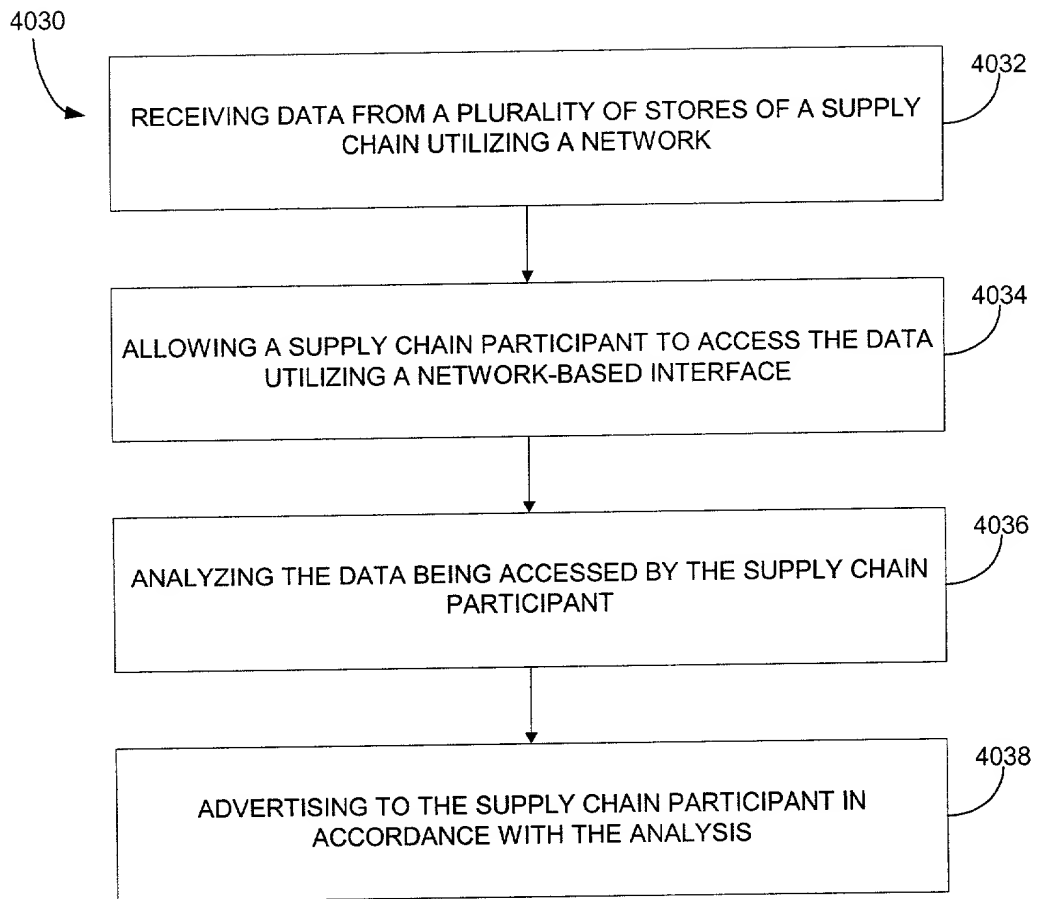 4030
4032
RECEIVING DATA FROM A PLURALITY OF STORES OF A SUPPLY
CHAIN UTILIZING A NETWORK
4034
ALLOWING A SUPPLY CHAIN PARTICIPANT TO ACCESS THE DATA
UTILIZING A NETWORK-BASED INTERFACE
4036
ANALYZING THE DATA BEING ACCESSED BY THE SUPPLY CHAIN
PARTICIPANT
4038
ADVERTISING TO THE SUPPLY CHAIN PARTICIPANT IN
ACCORDANCE WITH THE ANALYSIS